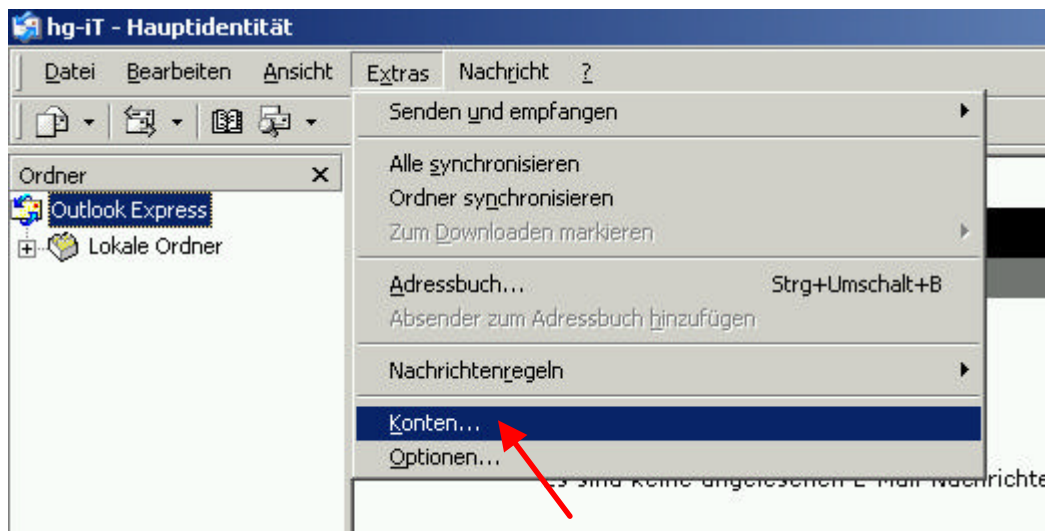 hg-iT - Hauptidentität
Datei Bearbeiten Ansicht Extras Nachricht ?
Senden und empfangen
Ordner X
Alle synchronisieren
Outlook Express
Ordner synchronisieren
Lokale Ordner
Zum Downloaden markieren
Adressbuch... Strg+Umschalt+B
Absender zum Adressbuch hinzufügen
Nachrichtenregeln
Konten...
Optionen...